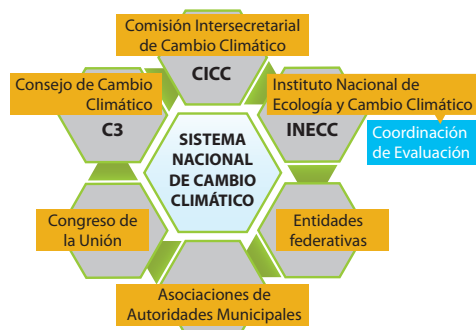 Comisión Intersecretarial
de Cambio Climático
CICC
Consejo de Cambio
Climático
C3
Instituto Nacional de
Ecología y Cambio Climático
INECC
Coordinación
de Evaluación
SISTEMA
NACIONAL
DE CAMBIO
CLIMÁTICO
Congreso de
la Unión
Entidades
federativas
Asociaciones de
Autoridades Municipales